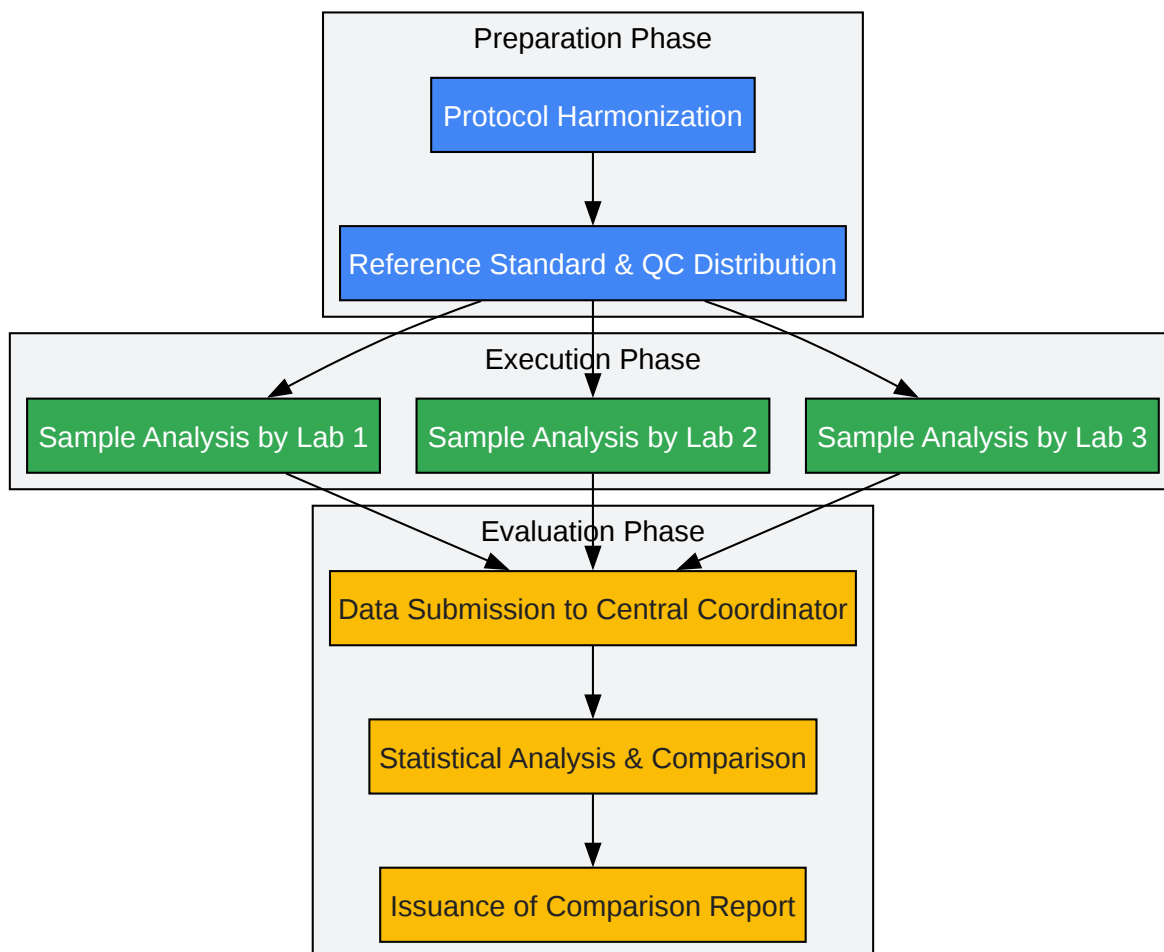 Preparation Phase
Protocol Harmonization
Reference Standard & QC Distribution
Execution Phase
Sample Analysis by Lab 1
Sample Analysis by Lab 2
Sample Analysis by Lab 3
Evaluation Phase
Data Submission to Central Coordinator
Statistical Analysis & Comparison
Issuance of Comparison Report